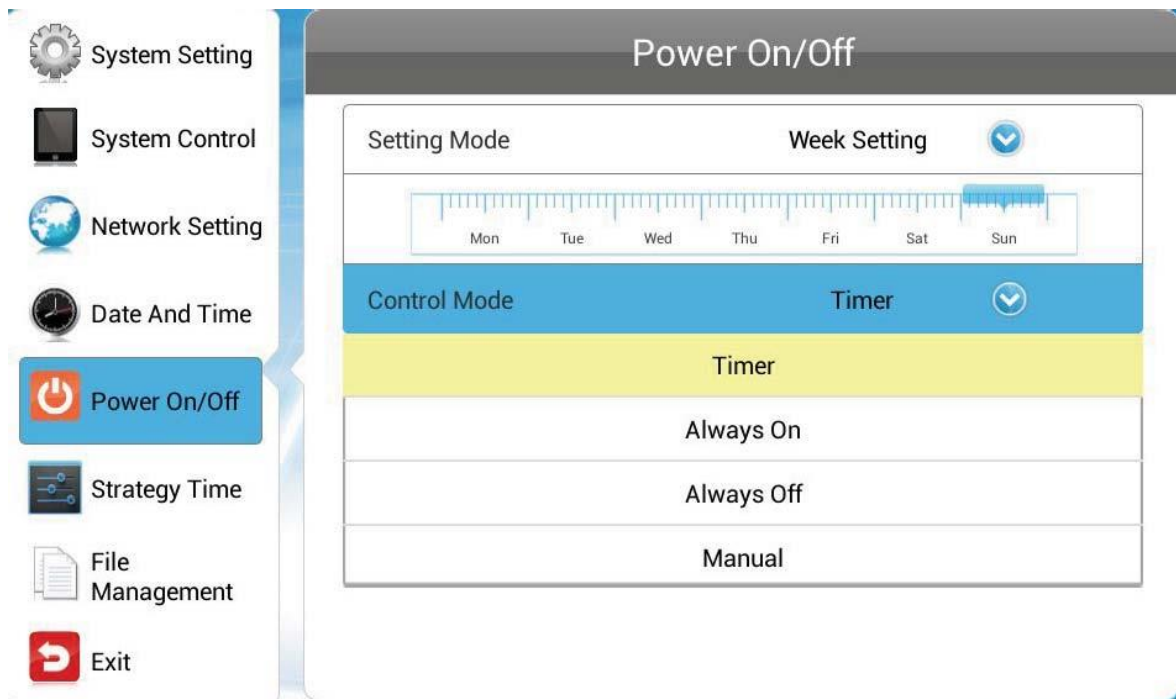 System Setting
System Control
Network Setting
Date And Time
Power On/Off
Strategy Time
File
Management
Exit
Power On/Off
Setting Mode Week Setting
Mon Tue Wed Thu Fri Sat Sun
Control Mode Timer
Timer
Always On
Always Off
Manual